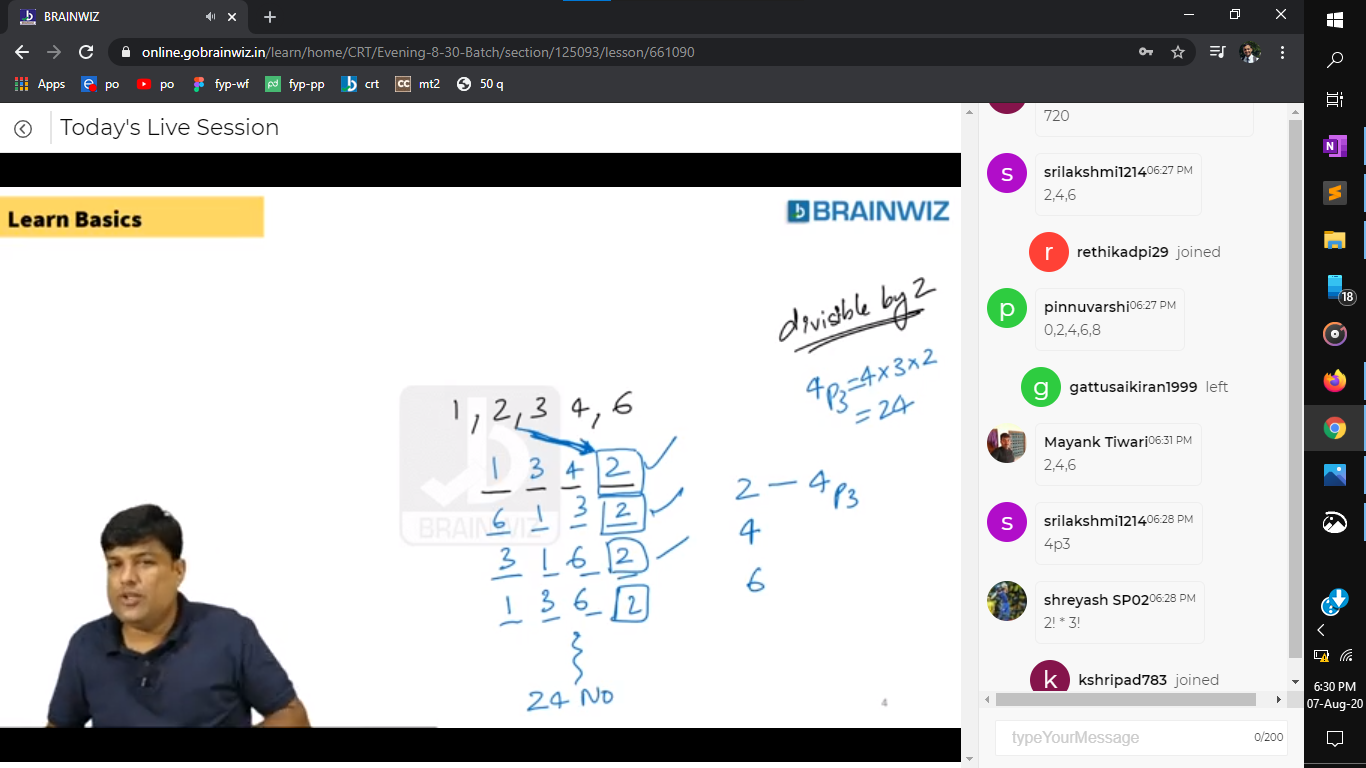 BRAINWIZ
online.gobrainwiz.in/learn/home/CRT/Evening-8-30-Batch/section/125093/lesson/661090
Apps po po fyp-wf fyp-pp crt mt2 50 q
Today's Live Session
Learn Basics
BRAINWIZ
divisible by 2
4P3=4×3×2
=24
1, 2, 3 4, 6
1 3 4 2
6 1 3 2
3 1 6 2
1 3 6 2
24 NO
2 — 4P3
4
6
BRAINWIZ
4
720
srilakshmi1214 06:27 PM
2,4,6
rethikadpi29 joined
pinnuvarshi 06:27 PM
0,2,4,6,8
gattusaikiran1999 left
Mayank Tiwari 06:31 PM
2,4,6
srilakshmi1214 06:28 PM
4p3
shreyash SP02 06:28 PM
2! * 3!
kshripad783 joined
typeYourMessage 0/200
s
r
p
g
s
k
N
18
6:30 PM
07-Aug-20